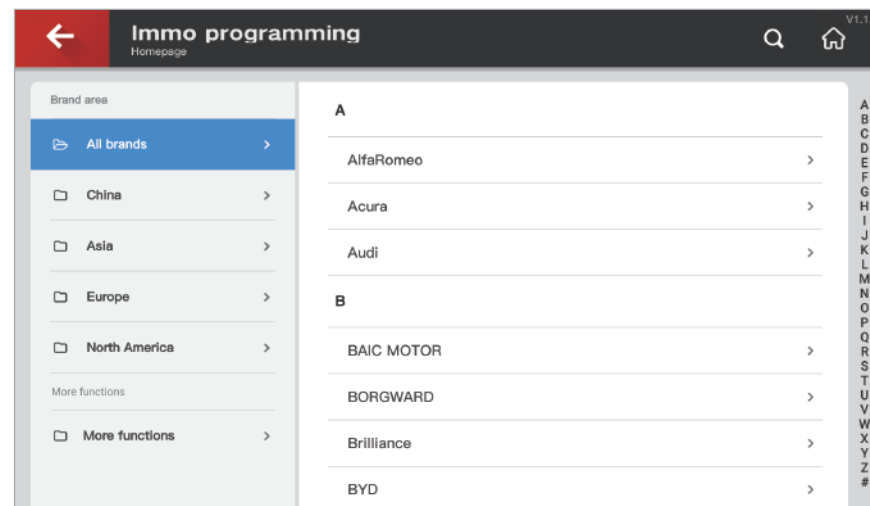 Immo programming
Homepage
V1.1
Brand area
All brands
China
Asia
Europe
North America
More functions
More functions
A
AlfaRomeo
Acura
Audi
B
BAIC MOTOR
BORGWARD
Brilliance
BYD
A
B
C
D
E
F
G
H
I
J
K
L
M
N
O
P
Q
R
S
T
U
V
W
X
Y
Z
#